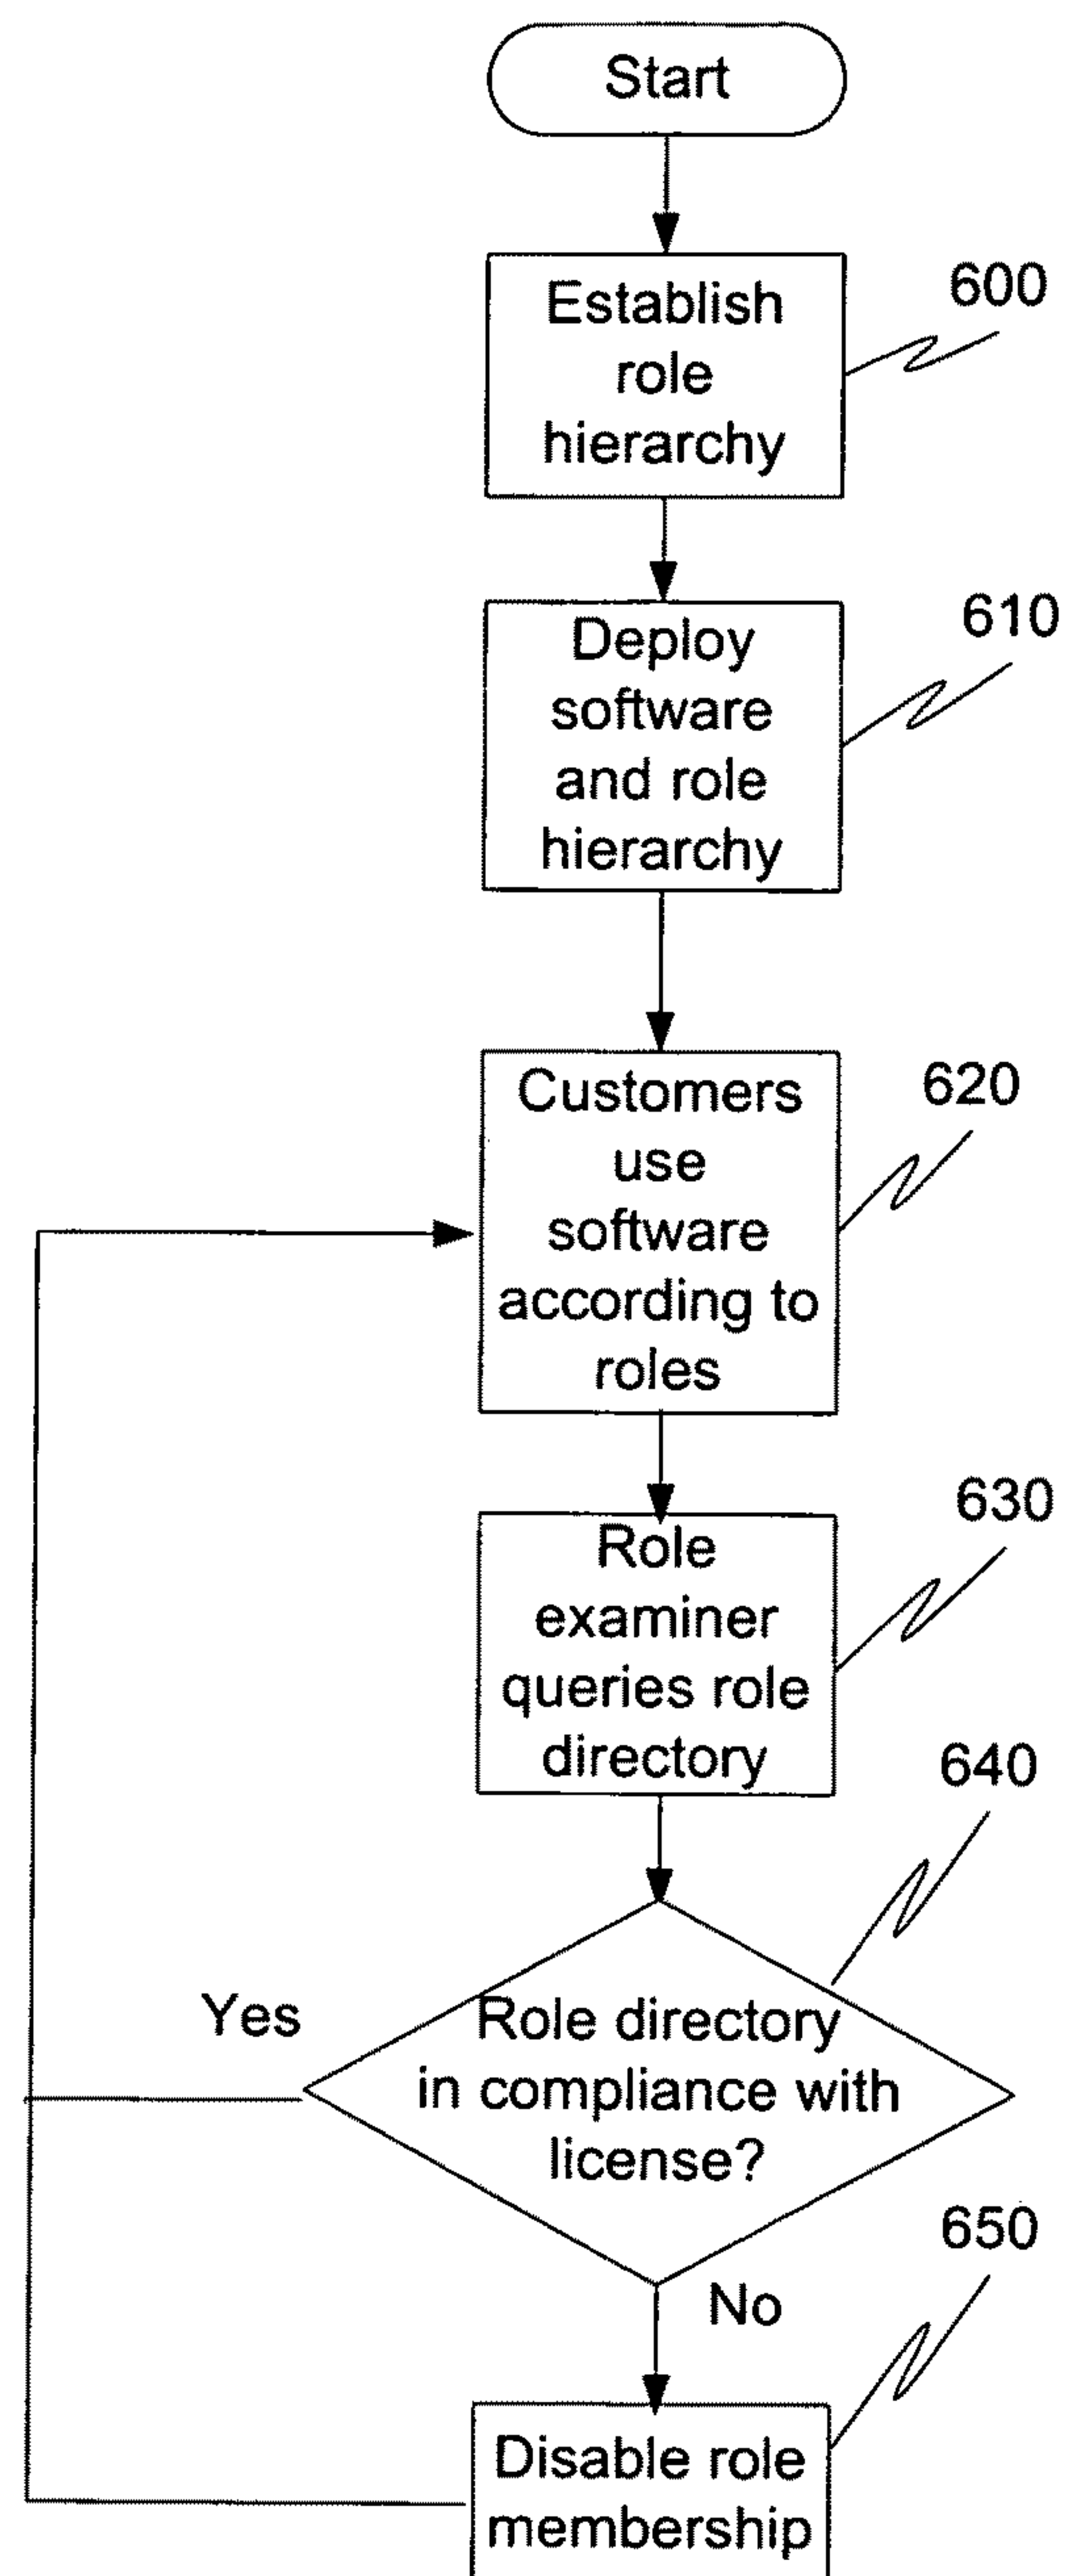 Start
Establish
role
hierarchy
600
Deploy
software
and role
hierarchy
610
Customers
use
software
according to
roles
620
Role
examiner
queries role
directory
630
640
Yes
Role directory
in compliance with
license?
No
650
Disable role
membership